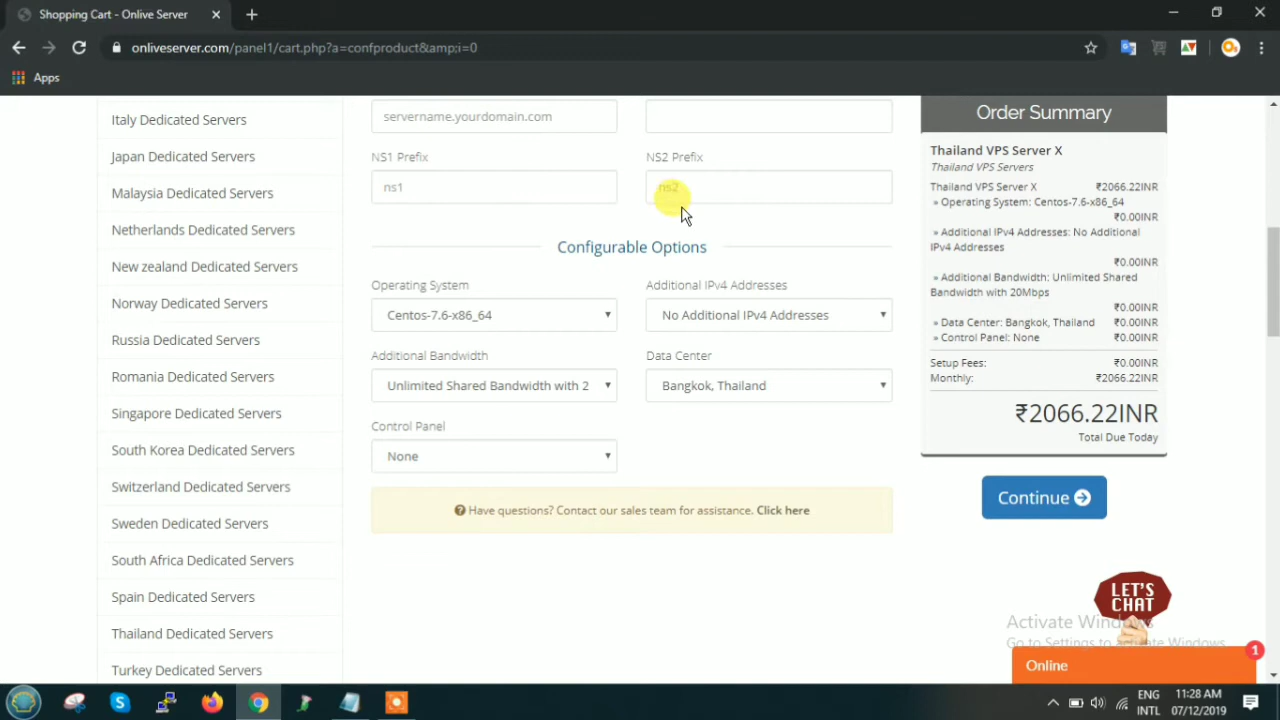 Shopping Cart - Onlive Server
onliveserver.com/panel1/cart.php?a=confproduct&amp;i=0
Apps
Italy Dedicated Servers
Japan Dedicated Servers
Malaysia Dedicated Servers
Netherlands Dedicated Servers
New zealand Dedicated Servers
Norway Dedicated Servers
Russia Dedicated Servers
Romania Dedicated Servers
Singapore Dedicated Servers
South Korea Dedicated Servers
Switzerland Dedicated Servers
Sweden Dedicated Servers
South Africa Dedicated Servers
Spain Dedicated Servers
Thailand Dedicated Servers
Turkey Dedicated Servers
servername.yourdomain.com
NS1 Prefix
NS2 Prefix
ns1
ns2
Configurable Options
Operating System
Additional IPv4 Addresses
Centos-7.6-x86_64
No Additional IPv4 Addresses
Additional Bandwidth
Data Center
Unlimited Shared Bandwidth with 2
Bangkok, Thailand
Control Panel
None
Have questions? Contact our sales team for assistance. Click here
Order Summary
Thailand VPS Server X
Thailand VPS Servers
Thailand VPS Server X ₹2066.22INR
» Operating System: Centos-7.6-x86_64
₹0.00INR
» Additional IPv4 Addresses: No Additional
IPv4 Addresses
₹0.00INR
» Additional Bandwidth: Unlimited Shared
Bandwidth with 20Mbps
₹0.00INR
» Data Center: Bangkok, Thailand ₹0.00INR
» Control Panel: None ₹0.00INR
Setup Fees: ₹0.00INR
Monthly: ₹2066.22INR
₹2066.22INR
Total Due Today
Continue
LET'S
CHAT
Activate Windows
Go to Settings to activate Windows.
Online
1
ENG
INTL
11:28 AM
07/12/2019